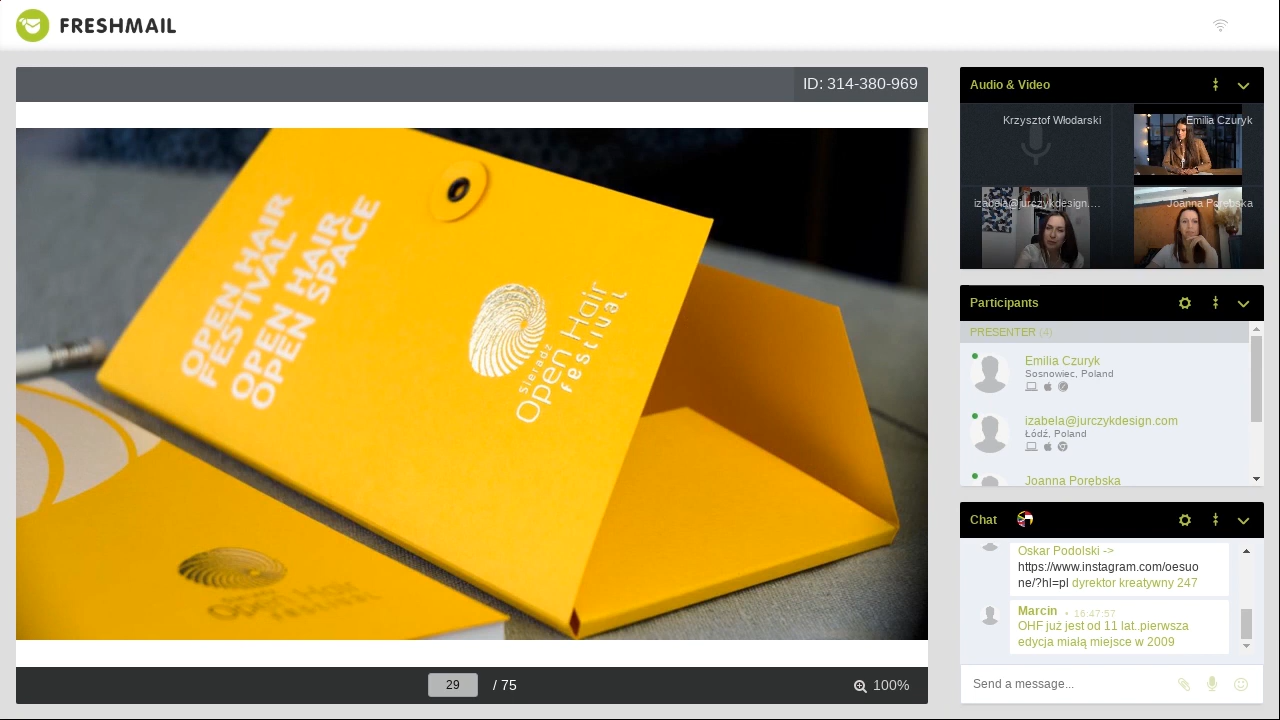 FRESHMAIL
ID: 314-380-969
OPEN HAIR
FESTIVAL
OPEN HAIR
OPEN SPACE
Sieradz
Open Hair
festival
Open Hair
29 / 75
100%
Audio & Video
Krzysztof Włodarski
Emilia Czuryk
izabela@jurczykdesign....
Joanna Porębska
Participants
PRESENTER (4)
Emilia Czuryk
Sosnowiec, Poland
izabela@jurczykdesign.com
Łódź, Poland
Joanna Porębska
Chat
Oskar Podolski ->
https://www.instagram.com/oesuo
ne/?hl=pl dyrektor kreatywny 247
Marcin • 16:47:57
OHF już jest od 11 lat..pierwsza
edycja miałą miejsce w 2009
Send a message...